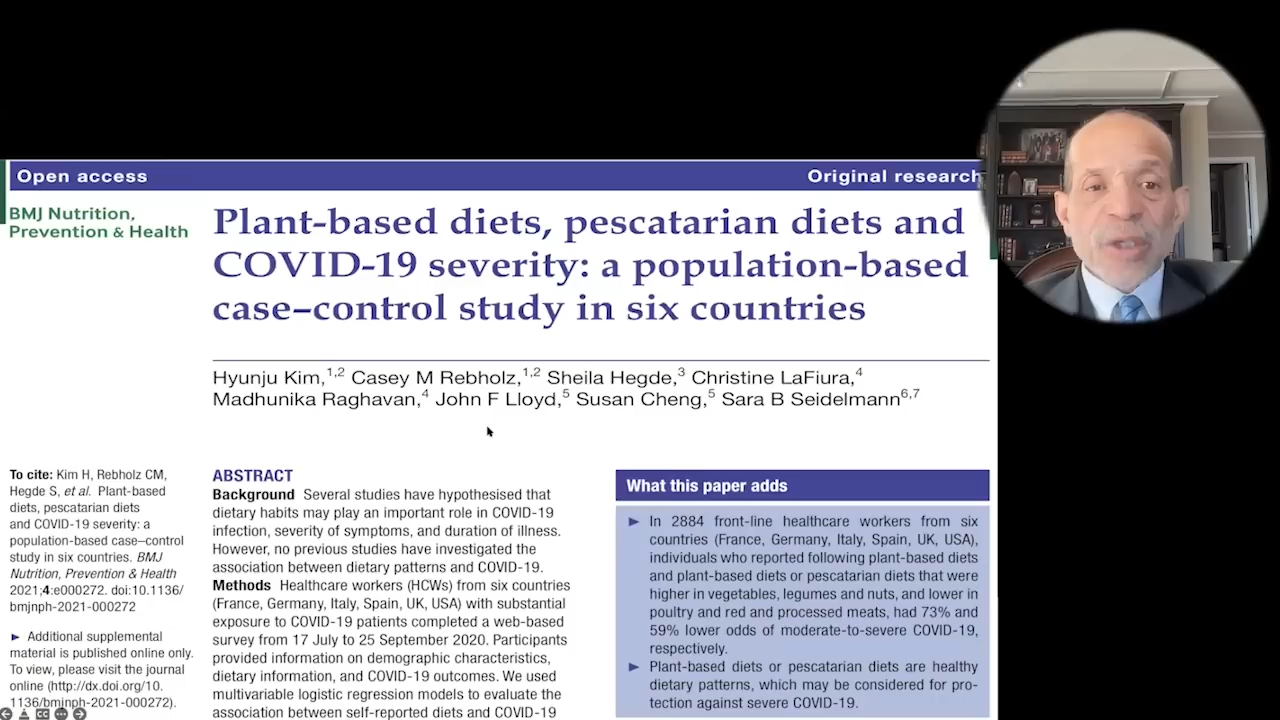 Open access
Original research
BMJ Nutrition,
Prevention & Health
Plant-based diets, pescatarian diets and
COVID-19 severity: a population-based
case–control study in six countries
Hyunju Kim,1,2 Casey M Rebholz,1,2 Sheila Hegde,3 Christine LaFiura,4
Madhunika Raghavan,4 John F Lloyd,5 Susan Cheng,5 Sara B Seidelmann6,7
To cite: Kim H, Rebholz CM,
Hegde S, et al. Plant-based
diets, pescatarian diets
and COVID-19 severity: a
population-based case–control
study in six countries. BMJ
Nutrition, Prevention & Health
2021;4:e000272. doi:10.1136/
bmjnph-2021-000272
► Additional supplemental
material is published online only.
To view, please visit the journal
online (http://dx.doi.org/10.
1136/bmjnph-2021-000272).
ABSTRACT
Background Several studies have hypothesised that
dietary habits may play an important role in COVID-19
infection, severity of symptoms, and duration of illness.
However, no previous studies have investigated the
association between dietary patterns and COVID-19.
Methods Healthcare workers (HCWs) from six countries
(France, Germany, Italy, Spain, UK, USA) with substantial
exposure to COVID-19 patients completed a web-based
survey from 17 July to 25 September 2020. Participants
provided information on demographic characteristics,
dietary information, and COVID-19 outcomes. We used
multivariable logistic regression models to evaluate the
association between self-reported diets and COVID-19
What this paper adds
► In 2884 front-line healthcare workers from six
countries (France, Germany, Italy, Spain, UK, USA),
individuals who reported following plant-based diets
and plant-based diets or pescatarian diets that were
higher in vegetables, legumes and nuts, and lower in
poultry and red and processed meats, had 73% and
59% lower odds of moderate-to-severe COVID-19,
respectively.
► Plant-based diets or pescatarian diets are healthy
dietary patterns, which may be considered for pro-
tection against severe COVID-19.